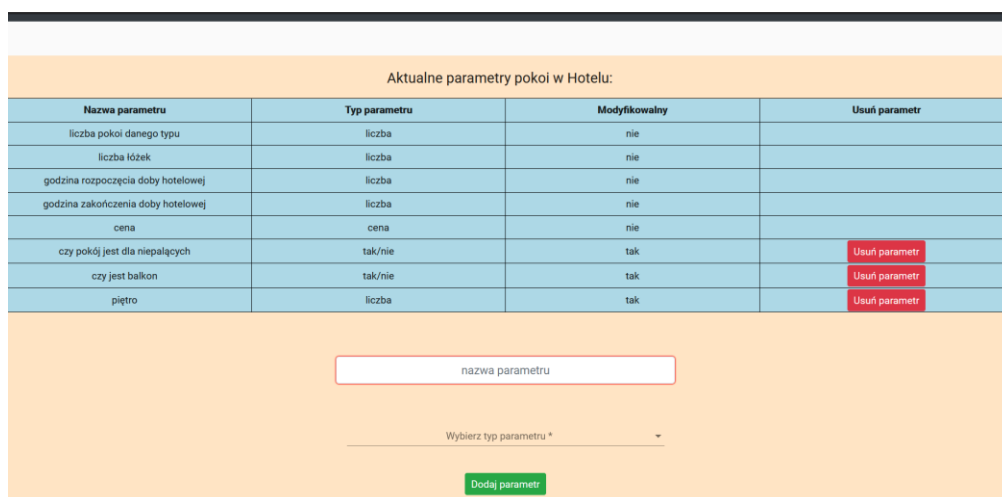 Aktualne parametry pokoi w Hotelu:
Nazwa parametru Typ parametru Modyfikowalny Usuń parametr
liczba pokoi danego typu liczba nie
liczba łóżek liczba nie
godzina rozpoczęcia doby hotelowej liczba nie
godzina zakończenia doby hotelowej liczba nie
cena cena nie
czy pokój jest dla niepalących tak/nie tak Usuń parametr
czy jest balkon tak/nie tak Usuń parametr
piętro liczba tak Usuń parametr
nazwa parametru
Wybierz typ parametru *
Dodaj parametr